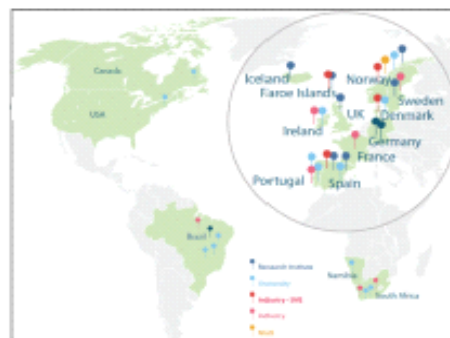 Canada
USA
Iceland
Faroe Islands
Norway
Sweden
UK
Denmark
Ireland
Germany
France
Portugal
Spain
Brazil
Namibia
South Africa
Research Institute
University
Industry - SME
Industry